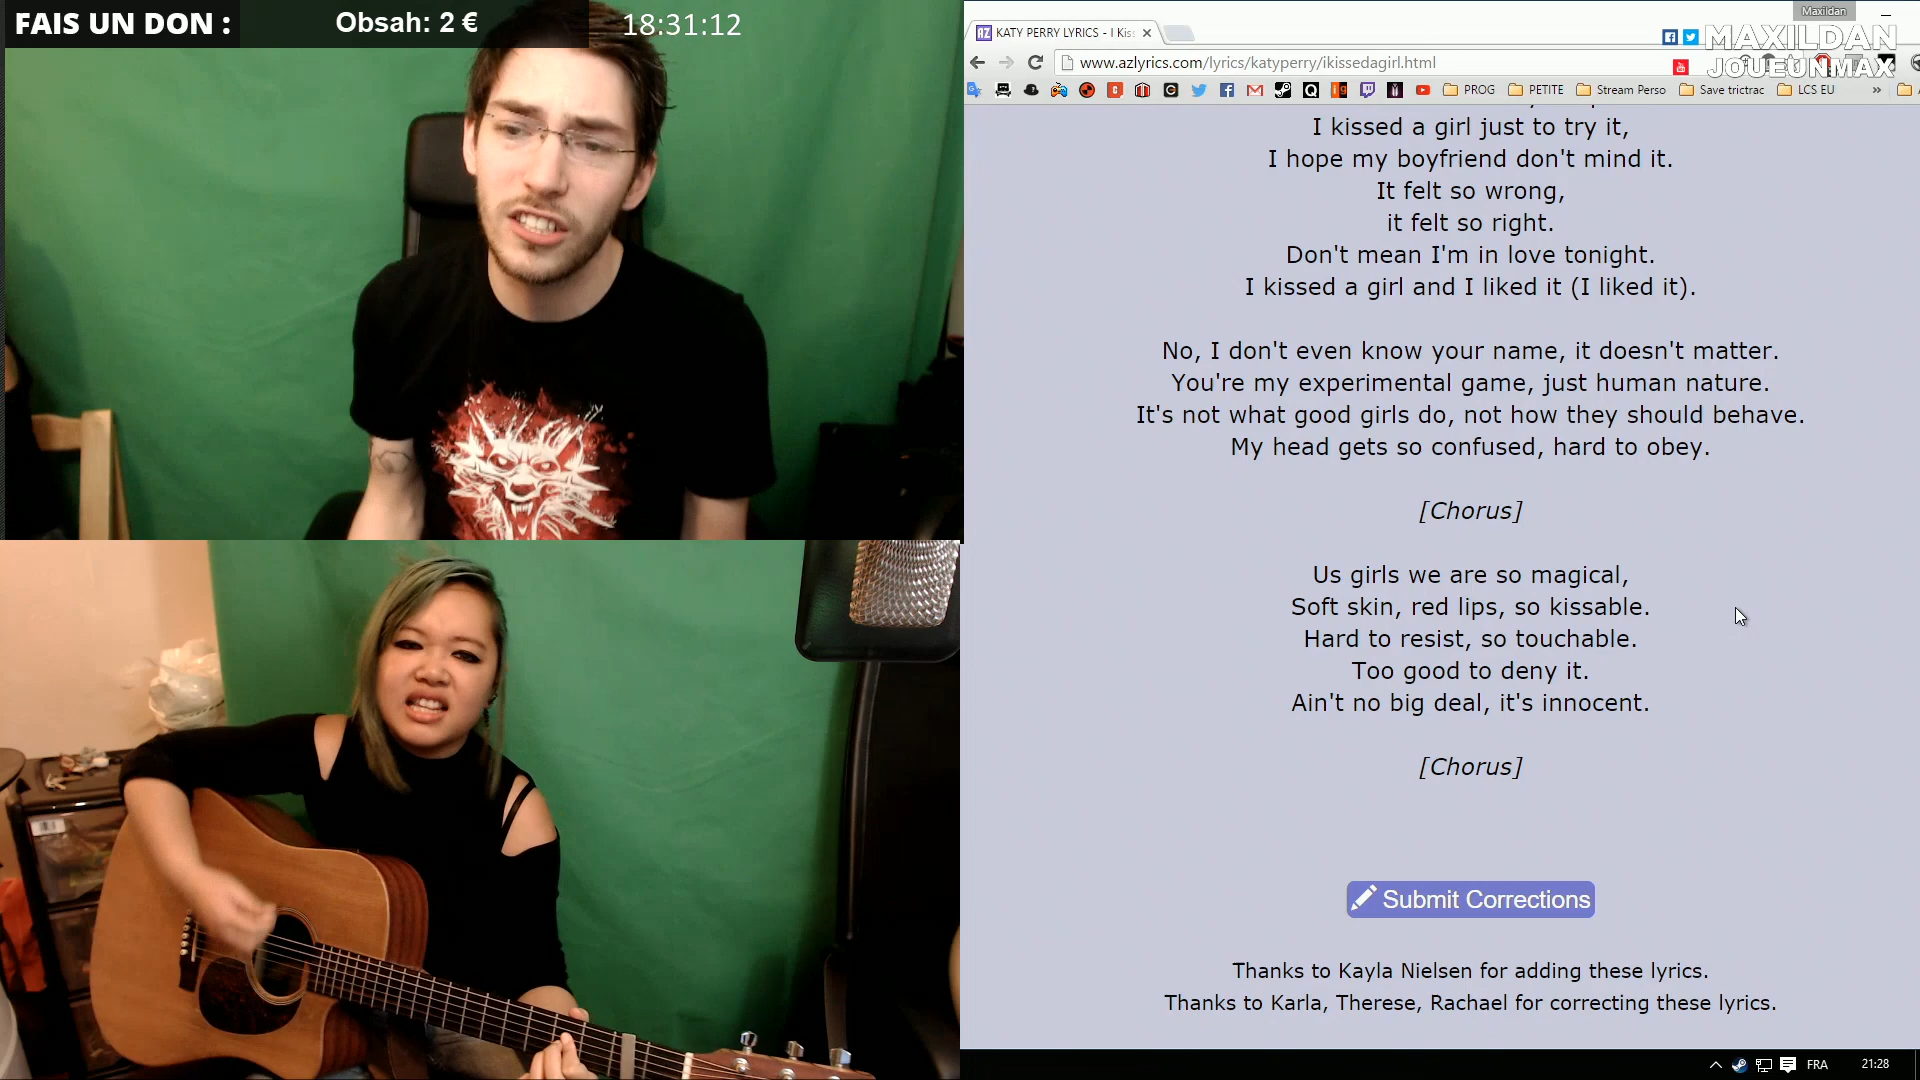 FAIS UN DON :
Obsah: 2 €
18:31:12
Maxildan
KATY PERRY LYRICS - I Kis
MAXILDAN
JOUEUNMAX
www.azlyrics.com/lyrics/katyperry/ikissedagirl.html
PROG
PETITE
Stream Perso
Save trictrac
LCS EU
I kissed a girl just to try it,
I hope my boyfriend don't mind it.
It felt so wrong,
it felt so right.
Don't mean I'm in love tonight.
I kissed a girl and I liked it (I liked it).
No, I don't even know your name, it doesn't matter.
You're my experimental game, just human nature.
It's not what good girls do, not how they should behave.
My head gets so confused, hard to obey.
[Chorus]
Us girls we are so magical,
Soft skin, red lips, so kissable.
Hard to resist, so touchable.
Too good to deny it.
Ain't no big deal, it's innocent.
[Chorus]
Submit Corrections
Thanks to Kayla Nielsen for adding these lyrics.
Thanks to Karla, Therese, Rachael for correcting these lyrics.
FRA
21:28